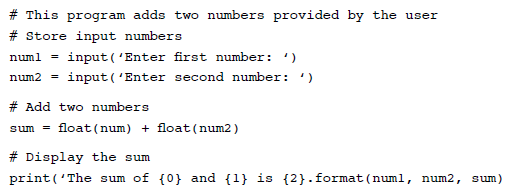 # This program adds two numbers provided by the user
# Store input numbers
num1 = input(‘Enter first number: ‘)
num2 = input(‘Enter second number: ‘)
# Add two numbers
sum = float(num) + float(num2)
# Display the sum
print(‘The sum of {0} and {1} is {2}.format(num1, num2, sum)